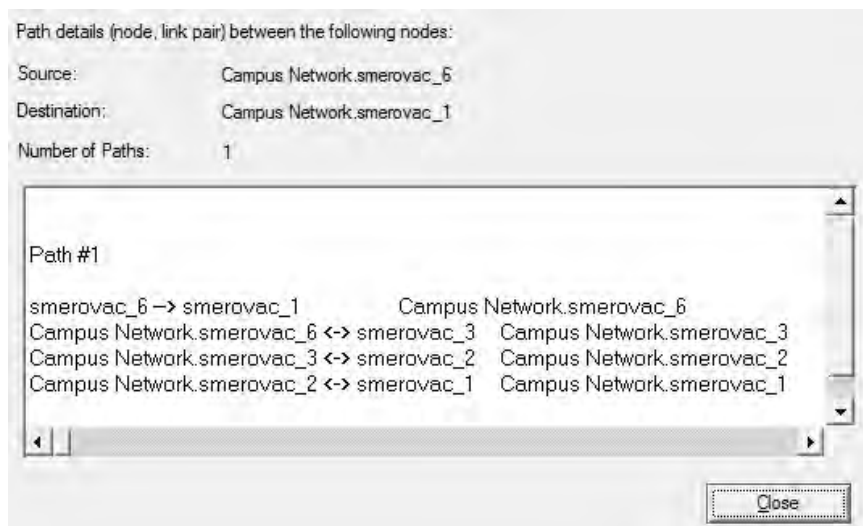 Path details (node, link pair) between the following nodes:
Source: Campus Network.smerovac_6
Destination: Campus Network.smerovac_1
Number of Paths: 1
Path #1
smerovac_6 --> smerovac_1 Campus Network.smerovac_6
Campus Network.smerovac_6 <-> smerovac_3 Campus Network.smerovac_3
Campus Network.smerovac_3 <-> smerovac_2 Campus Network.smerovac_2
Campus Network.smerovac_2 <-> smerovac_1 Campus Network.smerovac_1
Close